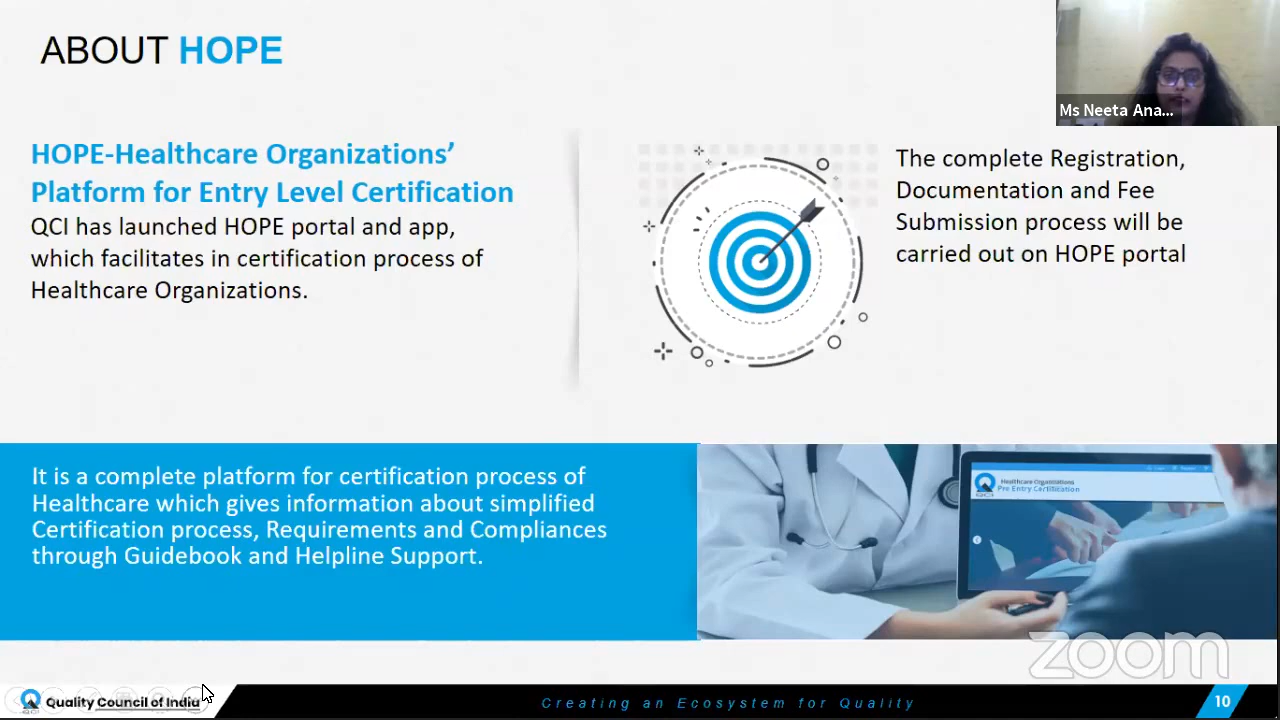 ABOUT HOPE
Ms Neeta Ana...
HOPE-Healthcare Organizations’
Platform for Entry Level Certification
QCI has launched HOPE portal and app,
which facilitates in certification process of
Healthcare Organizations.
The complete Registration,
Documentation and Fee
Submission process will be
carried out on HOPE portal
It is a complete platform for certification process of
Healthcare which gives information about simplified
Certification process, Requirements and Compliances
through Guidebook and Helpline Support.
QCI
Healthcare Organizations
Pre Entry Certification
zoom
Quality Council of India
Creating an Ecosystem for Quality
10